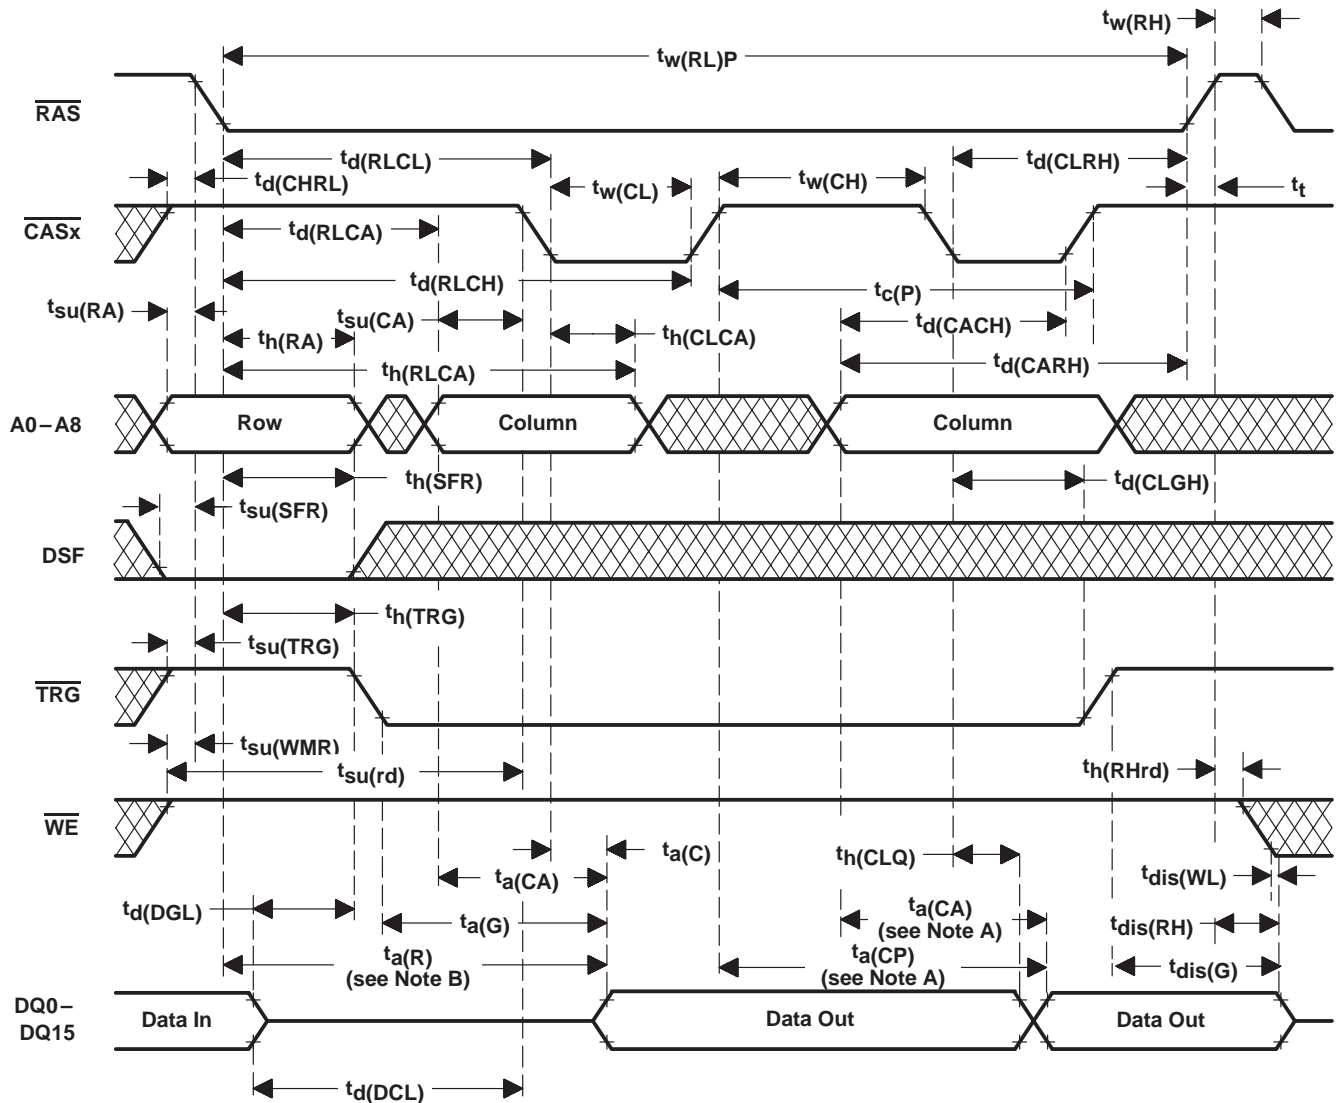 tw(RH)
tw(RL)P
RAS
td(RLCL)
td(CLRH)
td(CHRL)
tw(CL)
tw(CH)
tt
CASx
td(RLCA)
td(RLCH)
tc(P)
tsu(RA)
tsu(CA)
td(CACH)
th(RA)
th(CLCA)
td(CARH)
th(RLCA)
A0–A8
Row
Column
Column
th(SFR)
td(CLGH)
tsu(SFR)
DSF
th(TRG)
tsu(TRG)
TRG
tsu(WMR)
tsu(rd)
th(RHrd)
WE
ta(C)
th(CLQ)
ta(CA)
tdis(WL)
td(DGL)
ta(G)
ta(CA)
(see Note A)
tdis(RH)
ta(R)
(see Note B)
ta(CP)
(see Note A)
tdis(G)
DQ0–
DQ15
Data In
Data Out
Data Out
td(DCL)